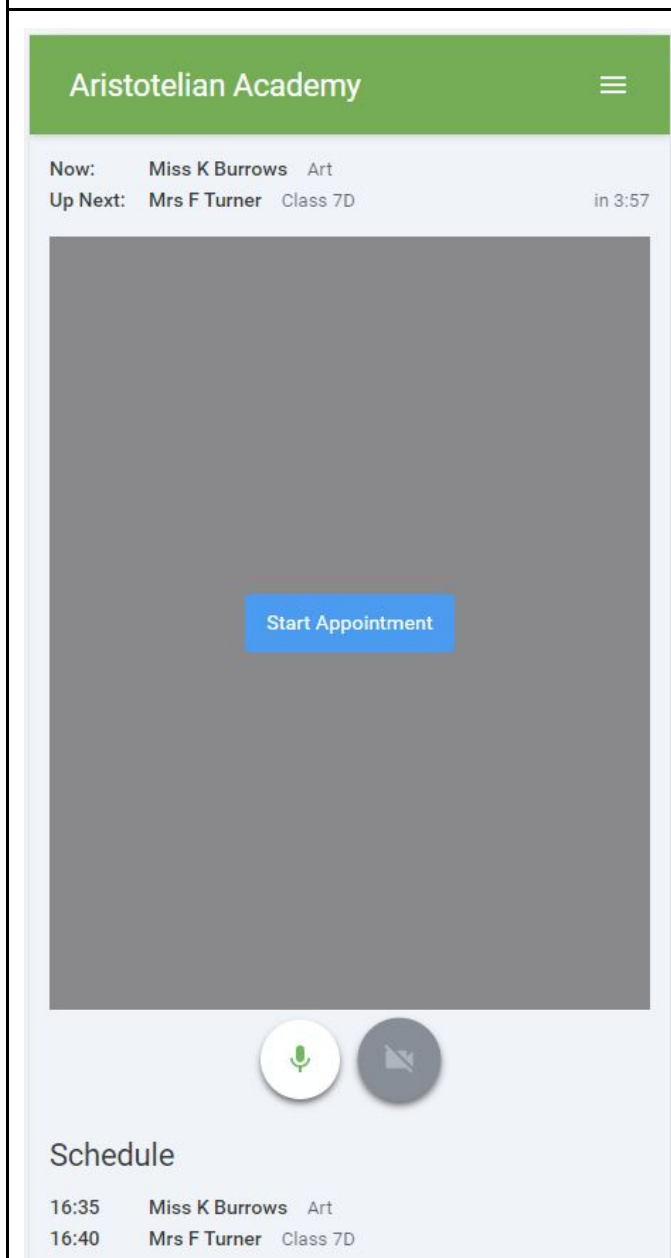 Aristotelian Academy
Now: Miss K Burrows Art
Up Next: Mrs F Turner Class 7D in 3:57
Start Appointment
Schedule
16:35 Miss K Burrows Art
16:40 Mrs F Turner Class 7D